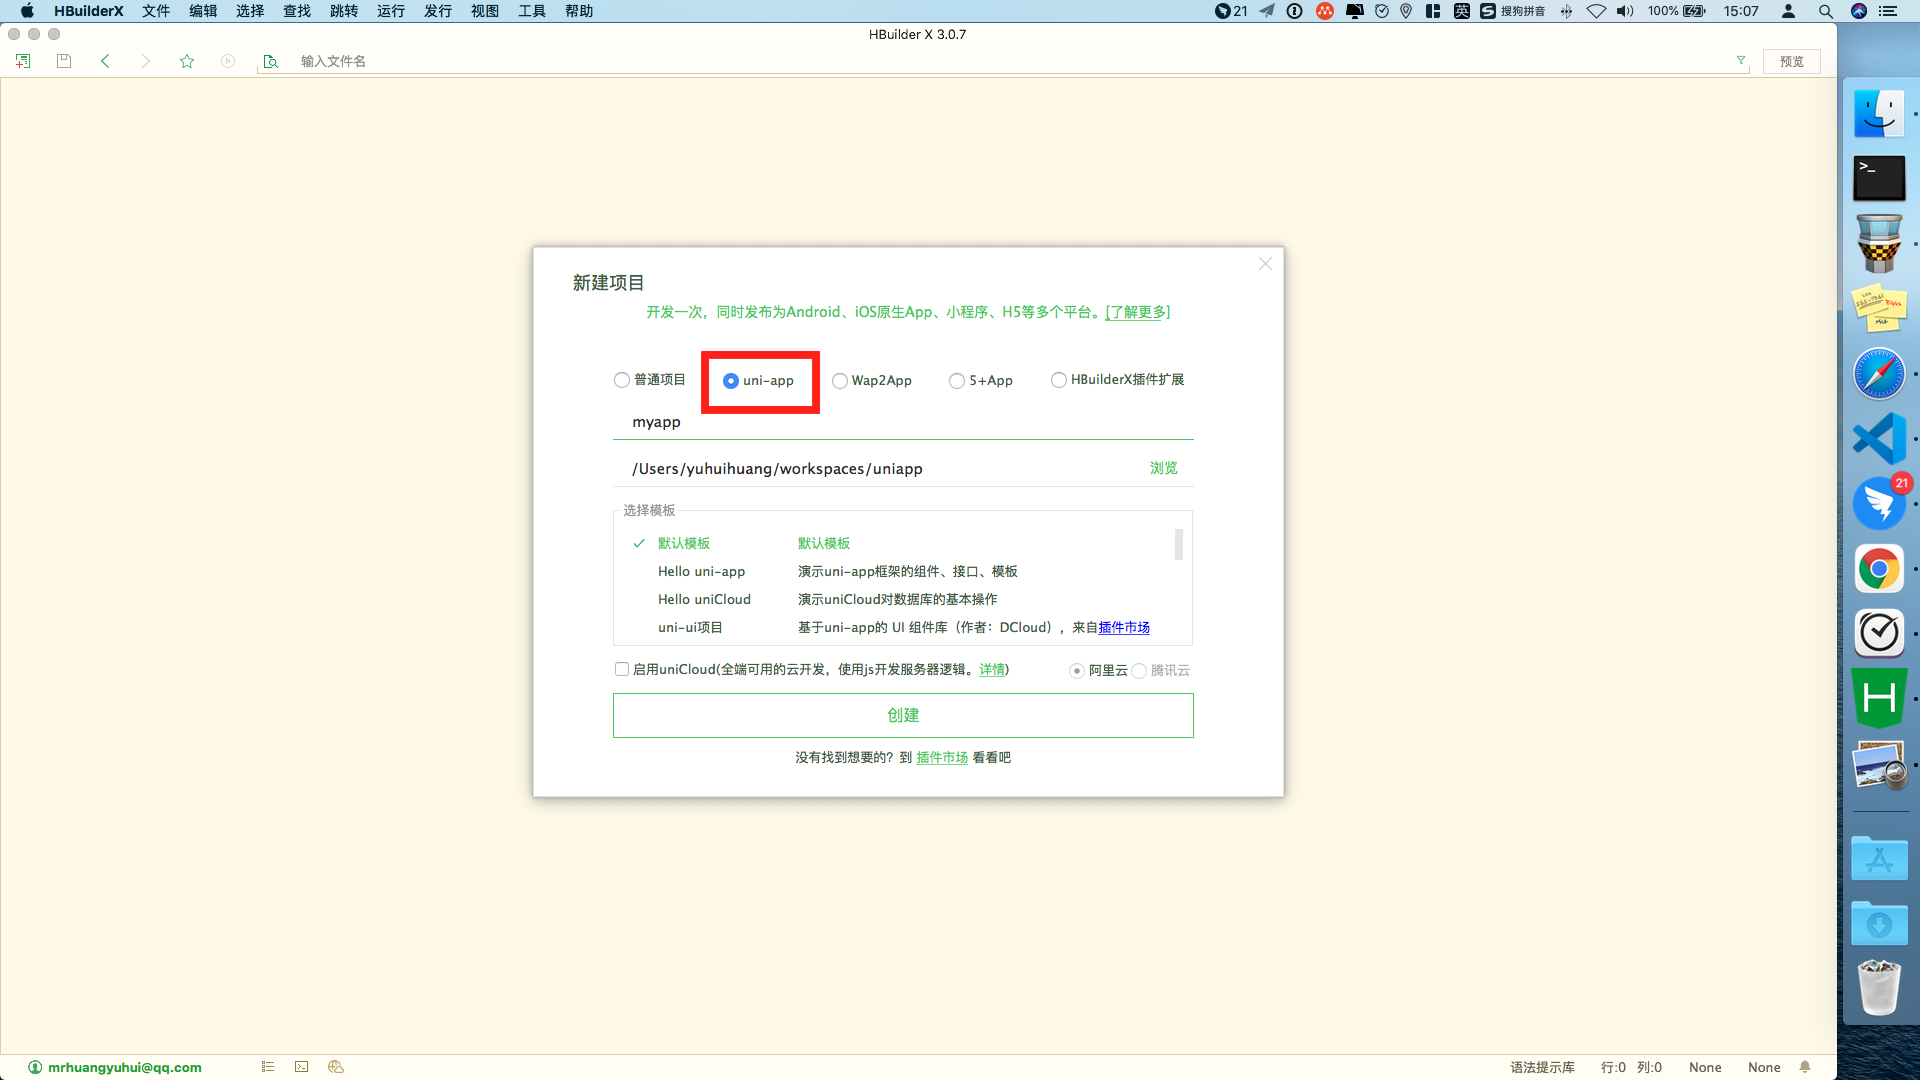 HBuilderX 文件 编辑 选择 查找 跳转 运行 发行 视图 工具 帮助 21 英 搜狗拼音 100% 15:07
HBuilder X 3.0.7
输入文件名 预览
新建项目
开发一次，同时发布为Android、iOS原生App、小程序、H5等多个平台。[了解更多]
普通项目 uni-app Wap2App 5+App HBuilderX插件扩展
myapp
/Users/yuhuihuang/workspaces/uniapp 浏览
选择模板
默认模板 默认模板
Hello uni-app 演示uni-app框架的组件、接口、模板
Hello uniCloud 演示uniCloud对数据库的基本操作
uni-ui项目 基于uni-app的 UI 组件库（作者：DCloud），来自插件市场
启用uniCloud(全端可用的云开发，使用js开发服务器逻辑。详情) 阿里云 腾讯云
创建
没有找到想要的？到 插件市场 看看吧
21
mrhuangyuhui@qq.com 语法提示库 行:0 列:0 None None